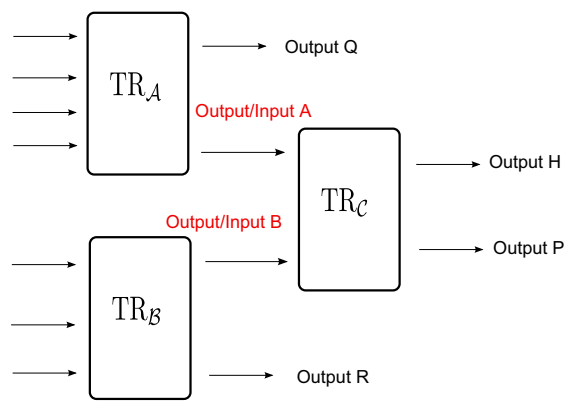 Output Q
TR𝒜
Output/Input A
Output H
TR𝒞
Output/Input B
Output P
TRℬ
Output R